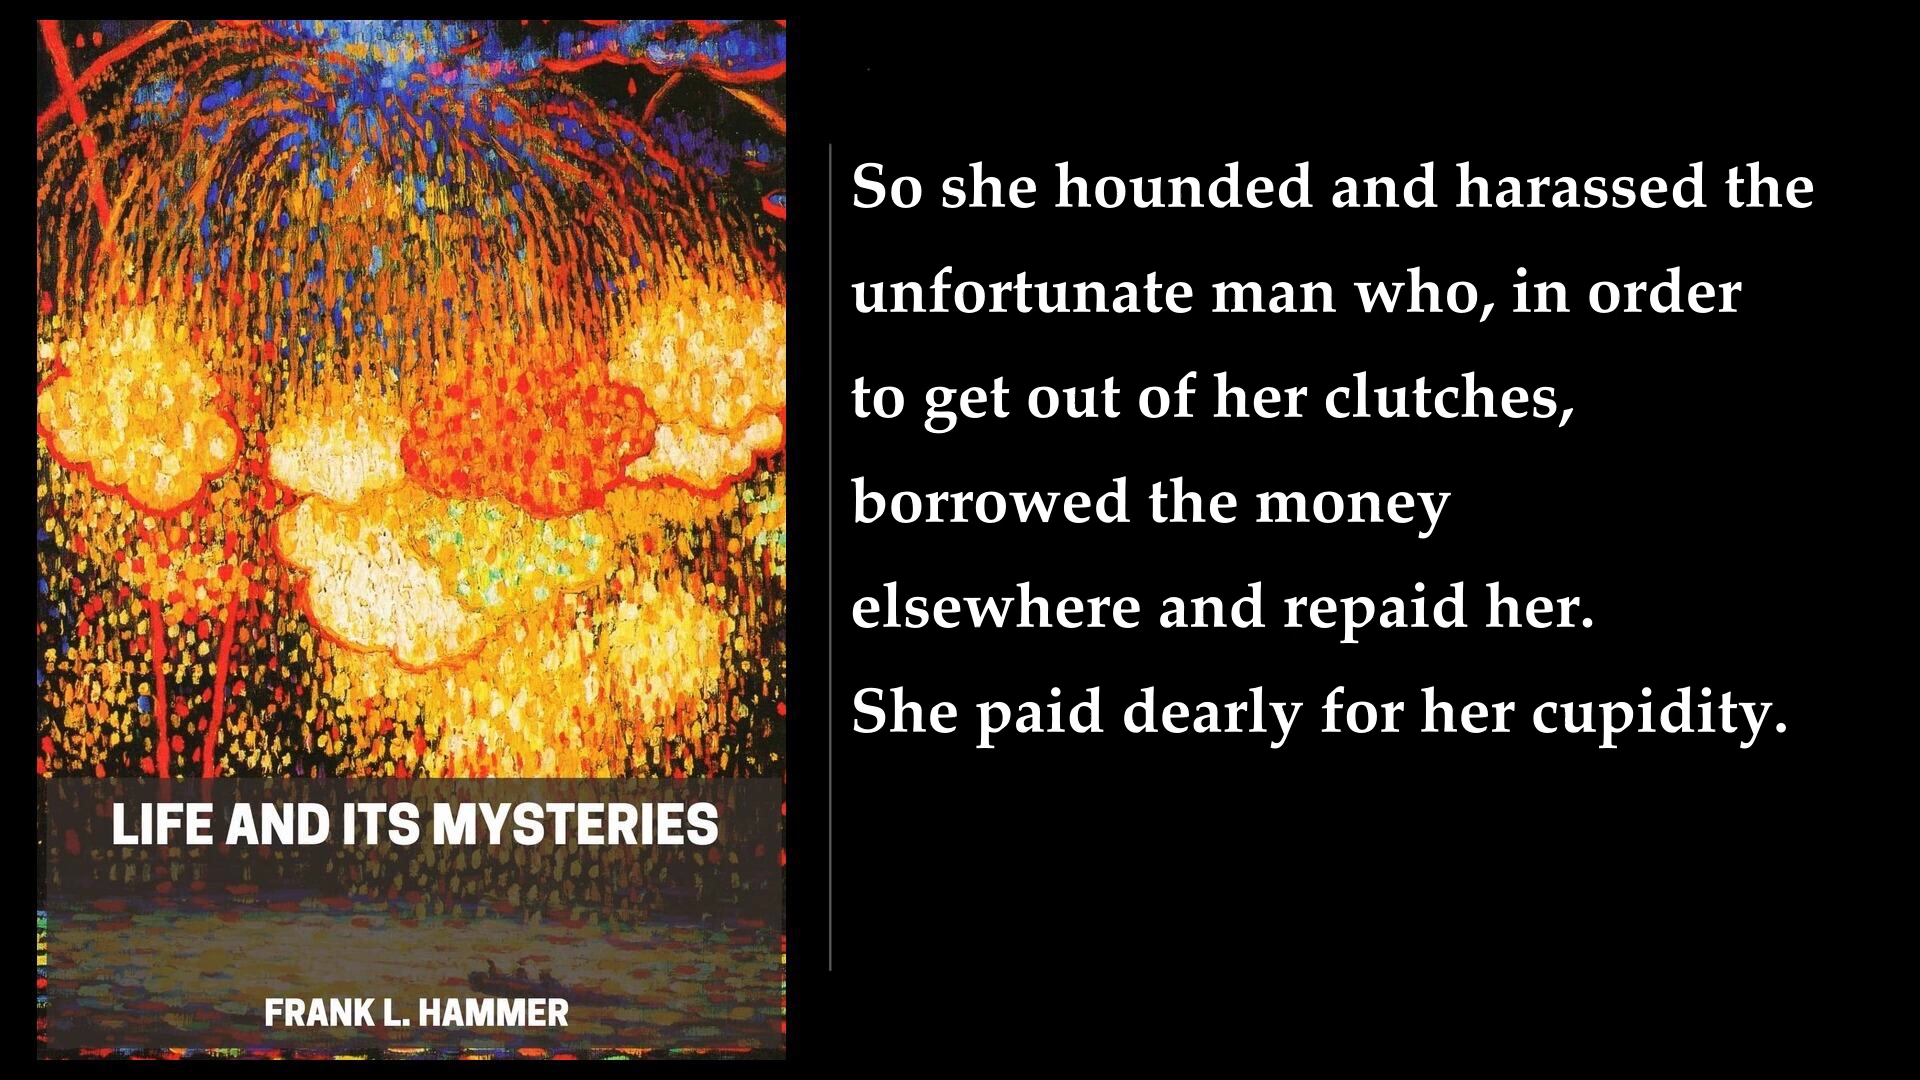 LIFE AND ITS MYSTERIES
FRANK L. HAMMER
So she hounded and harassed the
unfortunate man who, in order
to get out of her clutches,
borrowed the money
elsewhere and repaid her.
She paid dearly for her cupidity.